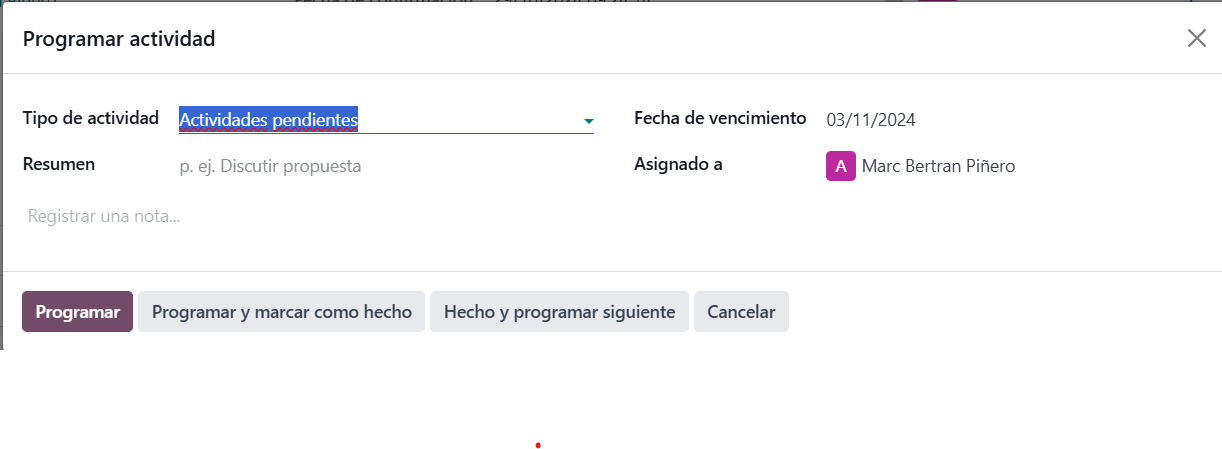 Programar actividad
Tipo de actividad Actividades pendientes Fecha de vencimiento 03/11/2024
Resumen p. ej. Discutir propuesta Asignado a A Marc Bertran Piñero
Registrar una nota...
Programar Programar y marcar como hecho Hecho y programar siguiente Cancelar